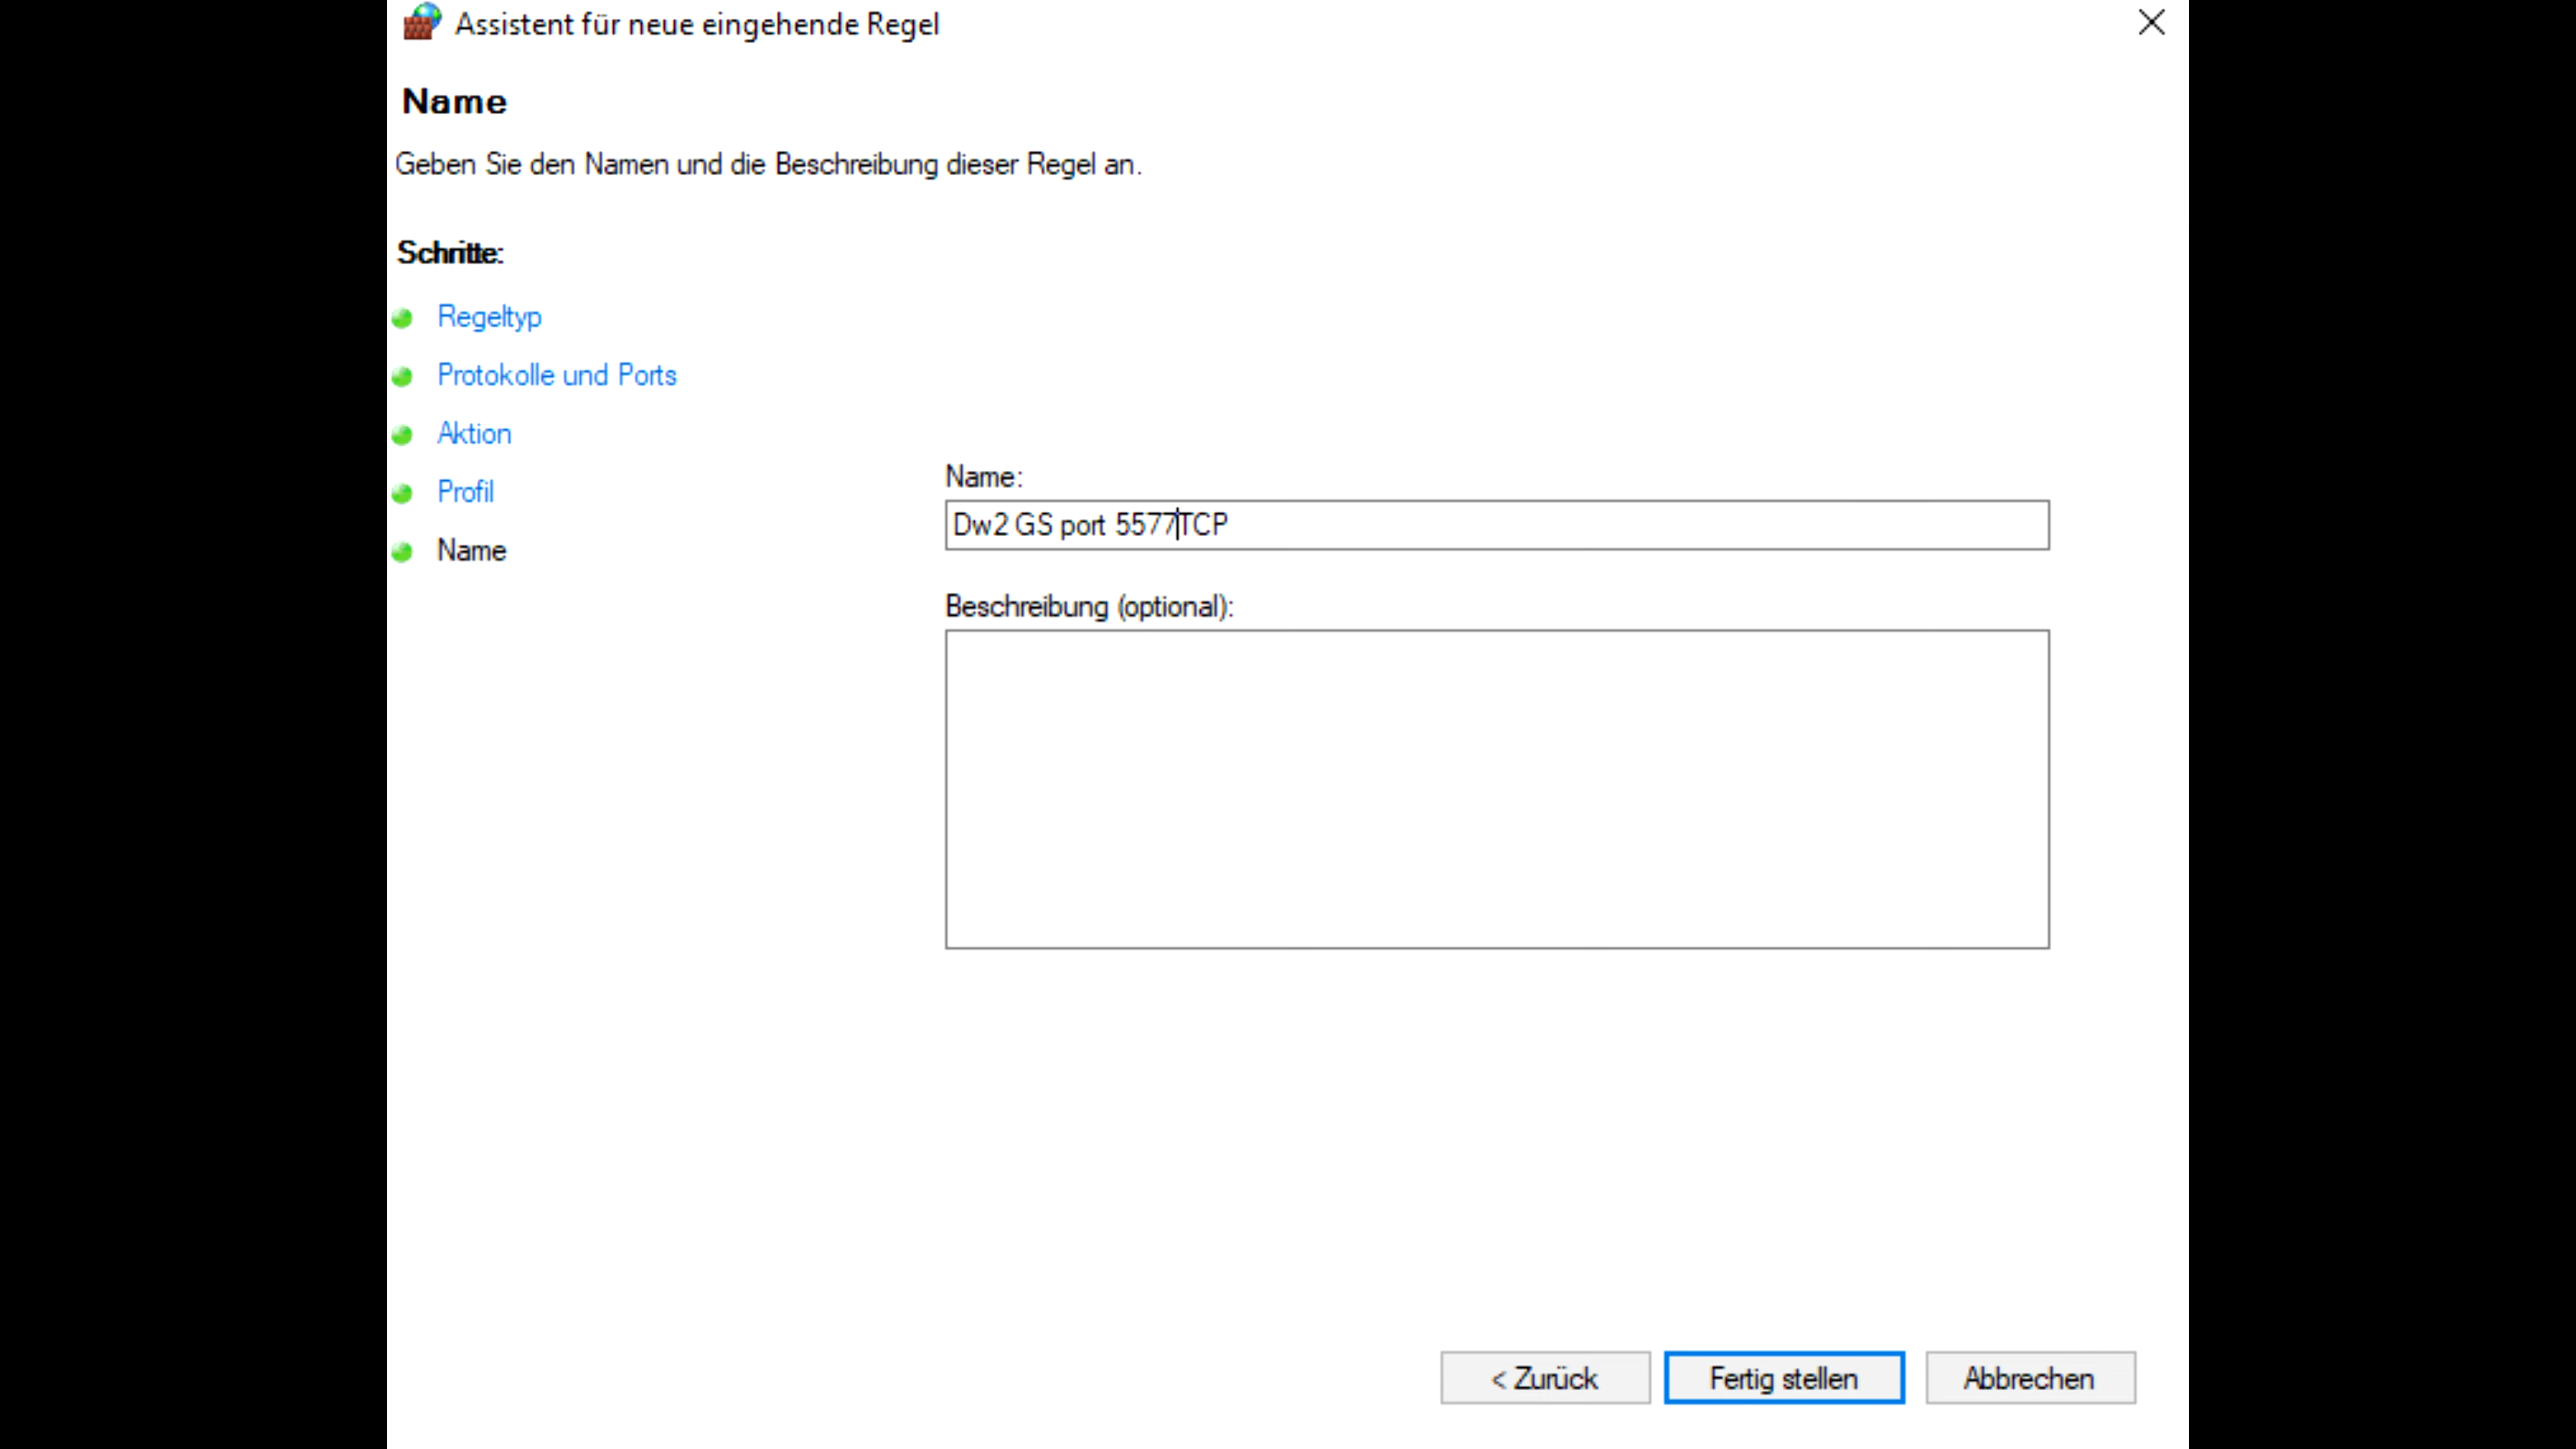 Assistent für neue eingehende Regel
Name
Geben Sie den Namen und die Beschreibung dieser Regel an.
Schritte:
Regeltyp
Protokolle und Ports
Aktion
Profil
Name
Name:
Dw2 GS port 5577TCP
Beschreibung (optional):
< Zurück
Fertig stellen
Abbrechen